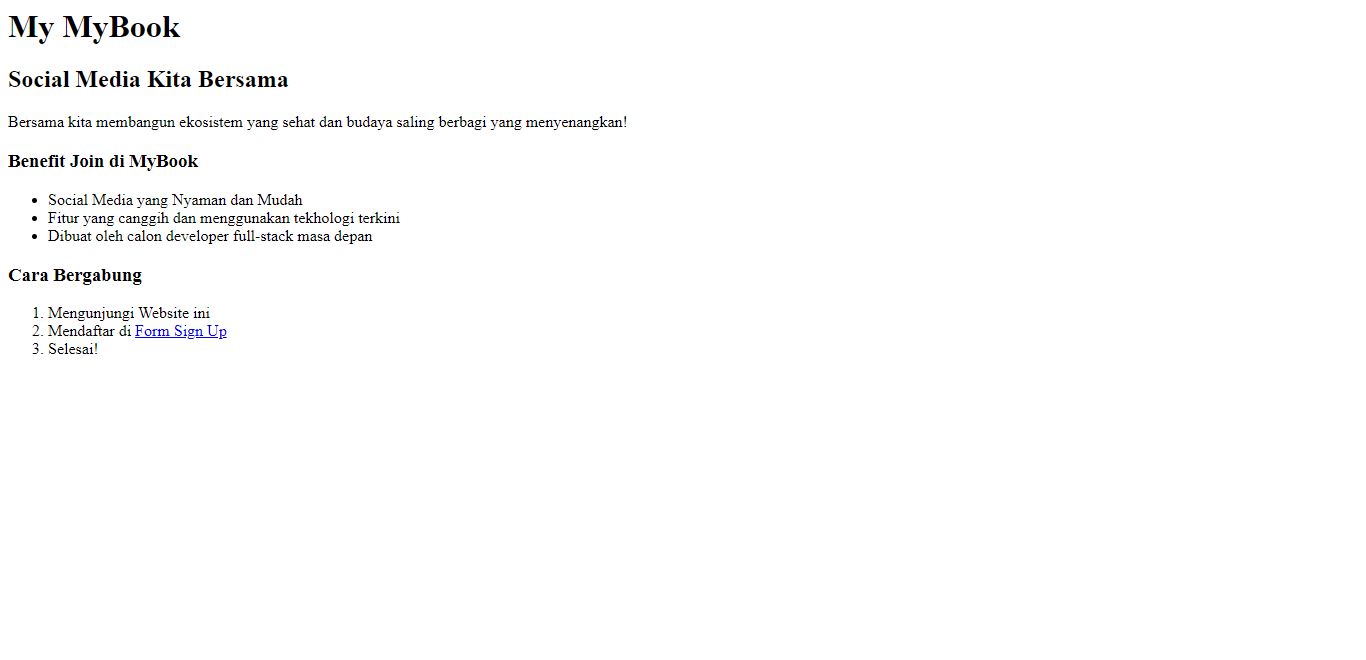 My MyBook
Social Media Kita Bersama
Bersama kita membangun ekosistem yang sehat dan budaya saling berbagi yang menyenangkan!
Benefit Join di MyBook
• Social Media yang Nyaman dan Mudah
• Fitur yang canggih dan menggunakan tekhologi terkini
• Dibuat oleh calon developer full-stack masa depan
Cara Bergabung
1. Mengunjungi Website ini
2. Mendaftar di Form Sign Up
3. Selesai!